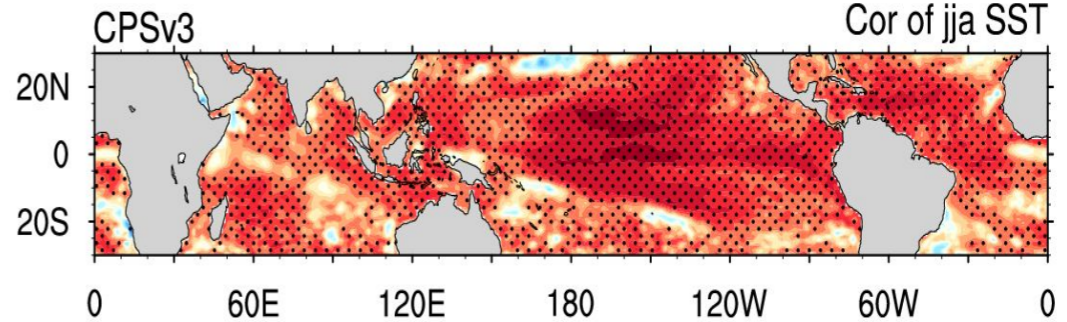 CPSv3
Cor of jja SST
20N
0
20S
0
60E
120E
180
120W
60W
0